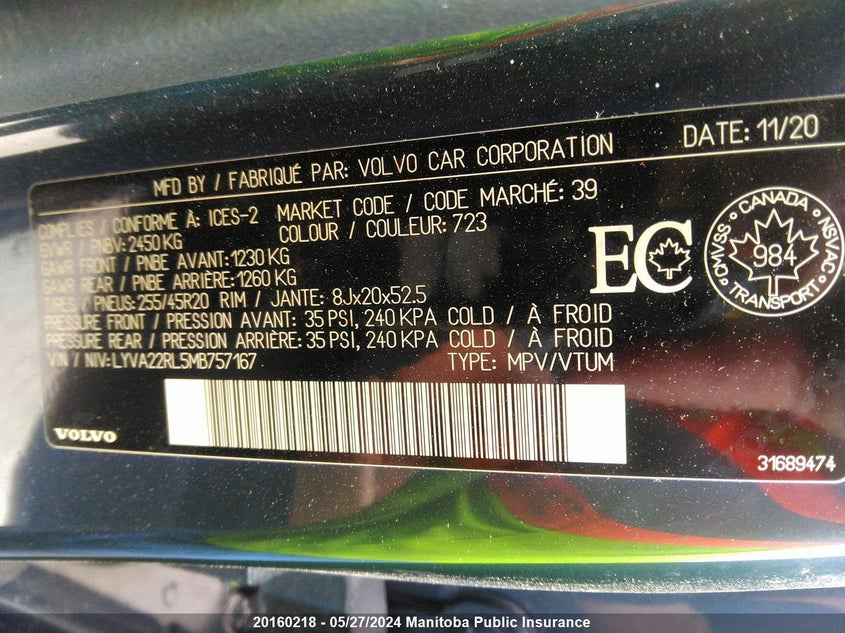 MFD BY / FABRIQUÉ PAR: VOLVO CAR CORPORATION DATE: 11/20
COMPLIES / CONFORME À: ICES-2 MARKET CODE / CODE MARCHÉ: 39
GVWR / PNBV: 2450 KG COLOUR / COULEUR: 723
GAWR FRONT / PNBE AVANT: 1230 KG
GAWR REAR / PNBE ARRIÈRE: 1260 KG
TIRES / PNEUS: 255/45R20 RIM / JANTE: 8Jx20x52.5
PRESSURE FRONT / PRESSION AVANT: 35 PSI, 240 KPA COLD / À FROID
PRESSURE REAR / PRESSION ARRIÈRE: 35 PSI, 240 KPA COLD / À FROID
VIN / NIV: LYVA22RL5MB757167 TYPE: MPV/VTUM
EC
CANADA
CMVSS 984 NSVAC
TRANSPORT
VOLVO
31689474
20160218 - 05/27/2024 Manitoba Public Insurance